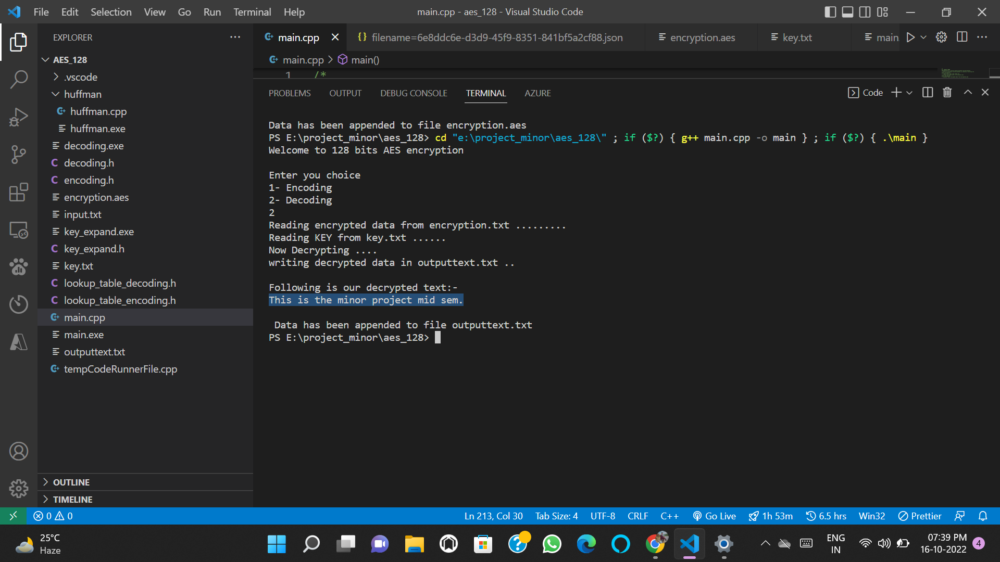 File Edit Selection View Go Run Terminal Help
main.cpp - aes_128 - Visual Studio Code
EXPLORER
AES_128
.vscode
huffman
huffman.cpp
huffman.exe
decoding.exe
decoding.h
encoding.h
encryption.aes
input.txt
key_expand.exe
key_expand.h
key.txt
lookup_table_decoding.h
lookup_table_encoding.h
main.cpp
main.exe
outputtext.txt
tempCodeRunnerFile.cpp
OUTLINE
TIMELINE
main.cpp {} filename=6e8ddc6e-d3d9-45f9-8351-841bf5a2cf88.json encryption.aes key.txt main
main.cpp > main()
1 /*
PROBLEMS OUTPUT DEBUG CONSOLE TERMINAL AZURE
Code
Data has been appended to file encryption.aes
PS E:\project_minor\aes_128> cd "e:\project_minor\aes_128\" ; if ($?) { g++ main.cpp -o main } ; if ($?) { .\main }
Welcome to 128 bits AES encryption
Enter you choice
1- Encoding
2- Decoding
2
Reading encrypted data from encryption.txt .........
Reading KEY from key.txt ......
Now Decrypting ....
writing decrypted data in outputtext.txt ..
Following is our decrypted text:-
This is the minor project mid sem.
Data has been appended to file outputtext.txt
PS E:\project_minor\aes_128>
0 0 Ln 213, Col 30 Tab Size: 4 UTF-8 CRLF C++ Go Live 1h 53m 6.5 hrs Win32 Prettier
25°C
Haze
ENG
IN
07:39 PM
16-10-2022
4